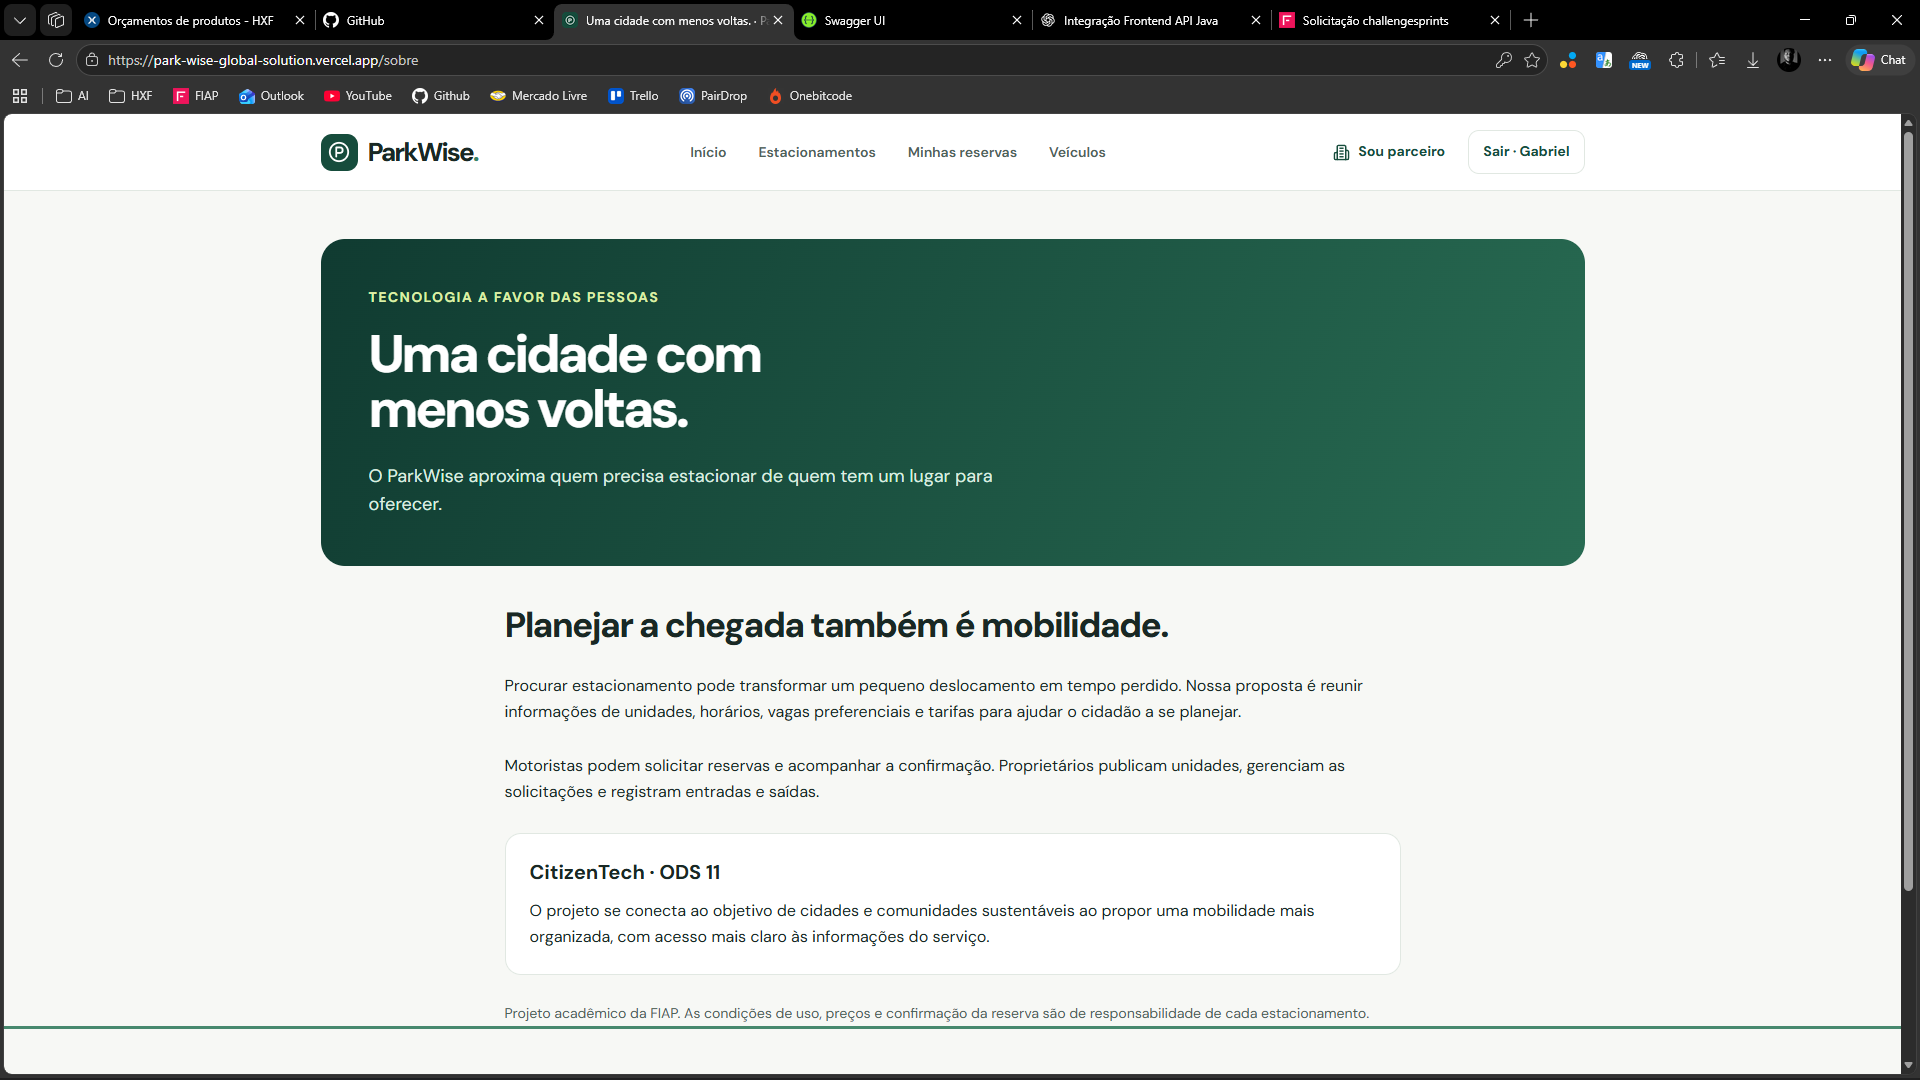 Orçamentos de produtos - HXF
GitHub
Uma cidade com menos voltas. · P
Swagger UI
Integração Frontend API Java
Solicitação challengesprints
https://park-wise-global-solution.vercel.app/sobre
NEW
Chat
AI
HXF
FIAP
Outlook
YouTube
Github
Mercado Livre
Trello
PairDrop
Onebitcode
ParkWise.
Início
Estacionamentos
Minhas reservas
Veículos
Sou parceiro
Sair · Gabriel
TECNOLOGIA A FAVOR DAS PESSOAS
Uma cidade com
menos voltas.
O ParkWise aproxima quem precisa estacionar de quem tem um lugar para
oferecer.
Planejar a chegada também é mobilidade.
Procurar estacionamento pode transformar um pequeno deslocamento em tempo perdido. Nossa proposta é reunir
informações de unidades, horários, vagas preferenciais e tarifas para ajudar o cidadão a se planejar.
Motoristas podem solicitar reservas e acompanhar a confirmação. Proprietários publicam unidades, gerenciam as
solicitações e registram entradas e saídas.
CitizenTech · ODS 11
O projeto se conecta ao objetivo de cidades e comunidades sustentáveis ao propor uma mobilidade mais
organizada, com acesso mais claro às informações do serviço.
Projeto acadêmico da FIAP. As condições de uso, preços e confirmação da reserva são de responsabilidade de cada estacionamento.